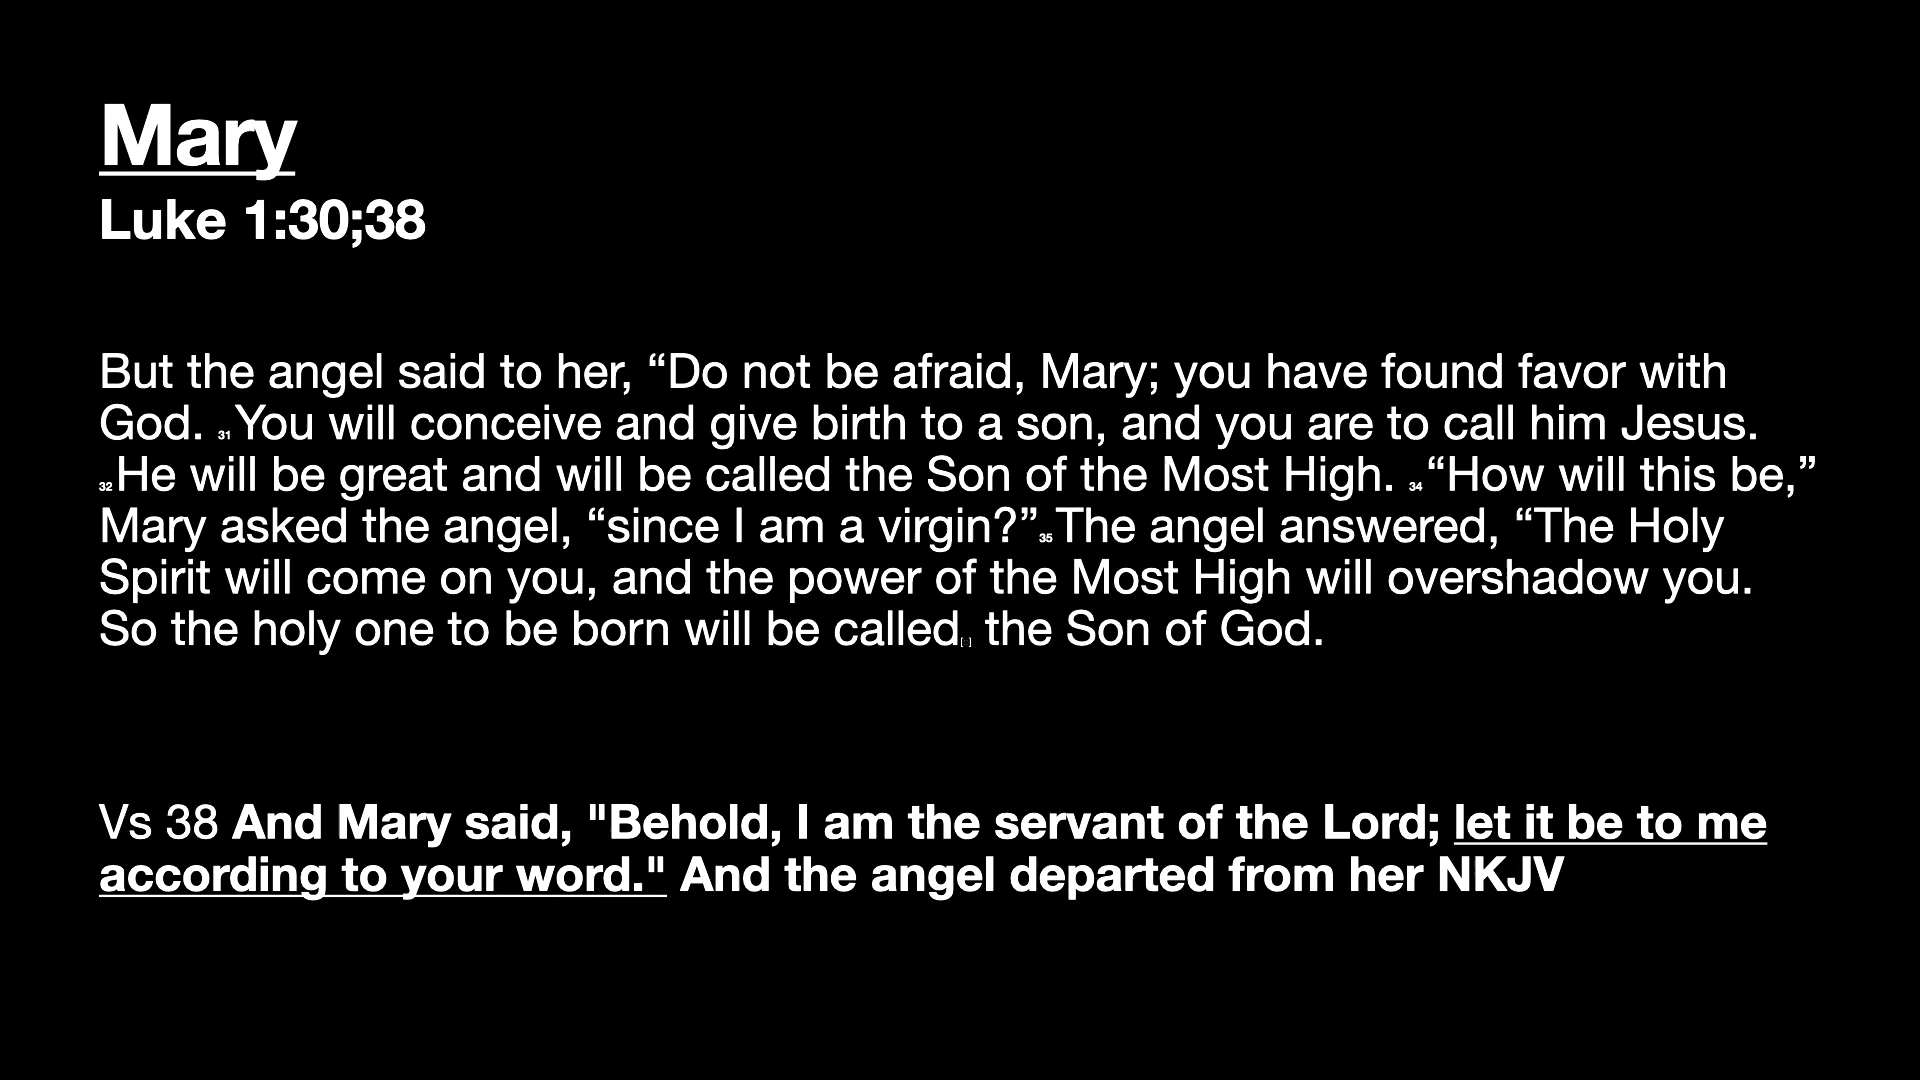 Mary
Luke 1:30;38
But the angel said to her, “Do not be afraid, Mary; you have found favor with
God. 31 You will conceive and give birth to a son, and you are to call him Jesus.
32 He will be great and will be called the Son of the Most High. 34 “How will this be,”
Mary asked the angel, “since I am a virgin?” 35 The angel answered, “The Holy
Spirit will come on you, and the power of the Most High will overshadow you.
So the holy one to be born will be called[ ] the Son of God.
Vs 38 And Mary said, "Behold, I am the servant of the Lord; let it be to me
according to your word." And the angel departed from her NKJV